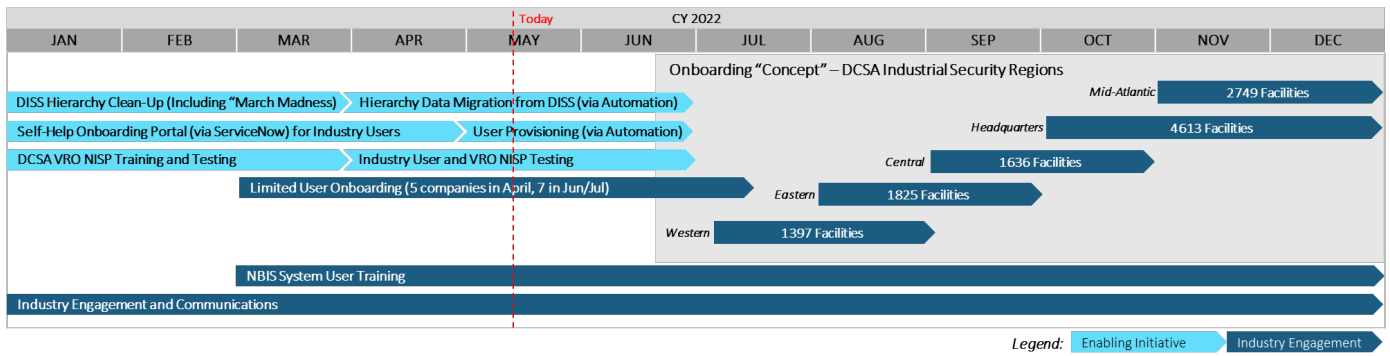 Today
CY 2022
JAN FEB MAR APR MAY JUN JUL AUG SEP OCT NOV DEC
Onboarding “Concept” – DCSA Industrial Security Regions
Mid-Atlantic 2749 Facilities
DISS Hierarchy Clean-Up (Including “March Madness) Hierarchy Data Migration from DISS (via Automation)
Headquarters 4613 Facilities
Self-Help Onboarding Portal (via ServiceNow) for Industry Users User Provisioning (via Automation)
DCSA VRO NISP Training and Testing Industry User and VRO NISP Testing
Central 1636 Facilities
Limited User Onboarding (5 companies in April, 7 in Jun/Jul)
Eastern 1825 Facilities
Western 1397 Facilities
NBIS System User Training
Industry Engagement and Communications
Legend: Enabling Initiative Industry Engagement